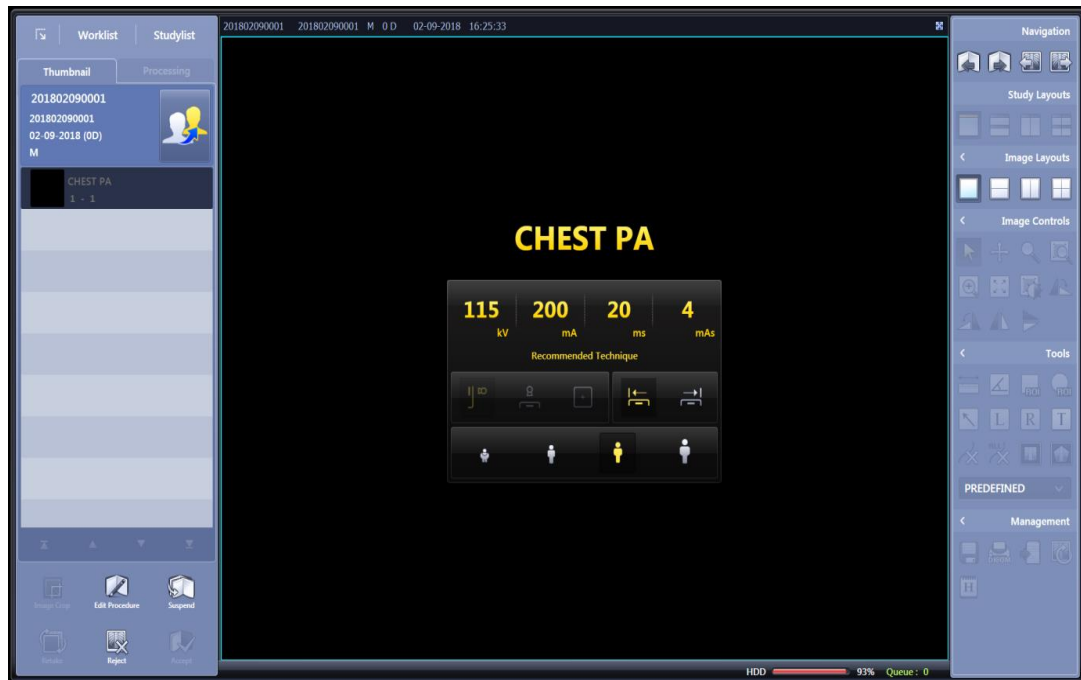 Worklist
Studylist
201802090001 201802090001 M 0 D 02-09-2018 16:25:33
Thumbnail
Processing
201802090001
201802090001
02-09-2018 (0D)
M
CHEST PA
1 - 1
Image Crop
Edit Procedure
Suspend
Retake
Reject
Accept
CHEST PA
115 200 20 4
kV mA ms mAs
Recommended Technique
HDD 93% Queue : 0
Navigation
Study Layouts
Image Layouts
Image Controls
Tools
L R T
PREDEFINED
Management
H